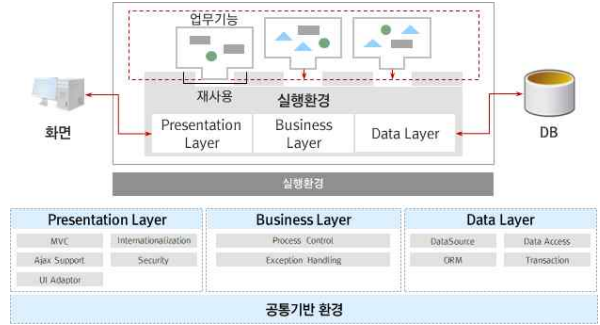 업무기능
재사용
실행환경
화면
Presentation
Layer
Business
Layer
Data Layer
DB
실행환경
Presentation Layer
MVC
Internationalization
Ajax Support
Security
UI Adaptor
Business Layer
Process Control
Exception Handling
Data Layer
DataSource
Data Access
ORM
Transaction
공통기반 환경